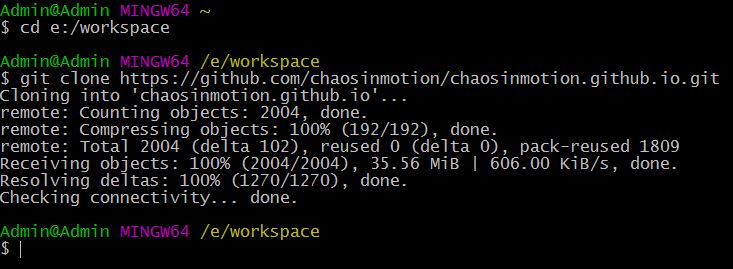 Admin@Admin MINGW64 ~
$ cd e:/workspace
Admin@Admin MINGW64 /e/workspace
$ git clone https://github.com/chaosinmotion/chaosinmotion.github.io.git
Cloning into 'chaosinmotion.github.io'...
remote: Counting objects: 2004, done.
remote: Compressing objects: 100% (192/192), done.
remote: Total 2004 (delta 102), reused 0 (delta 0), pack-reused 1809
Receiving objects: 100% (2004/2004), 35.56 MiB | 606.00 KiB/s, done.
Resolving deltas: 100% (1270/1270), done.
Checking connectivity... done.
Admin@Admin MINGW64 /e/workspace
$